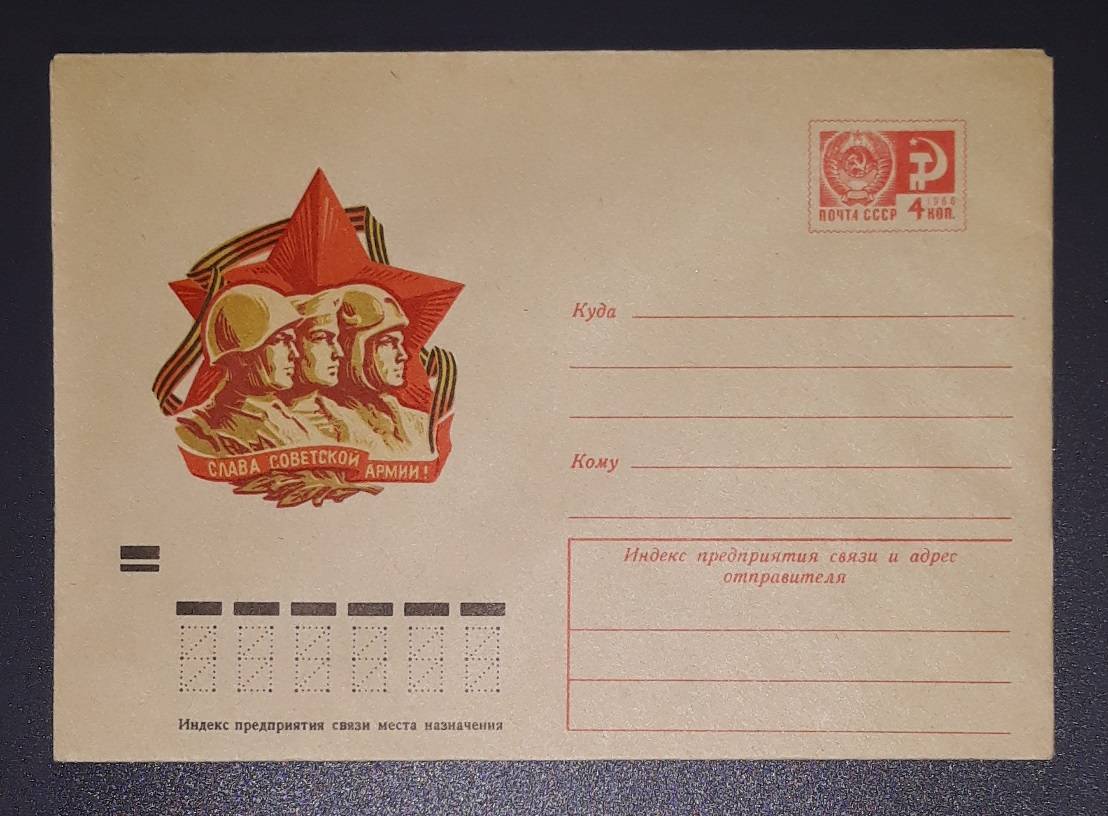 ПОЧТА СССР
1966
4 КОП.
СЛАВА СОВЕТСКОЙ АРМИИ!
Куда
Кому
Индекс предприятия связи и адрес
отправителя
Индекс предприятия связи места назначения